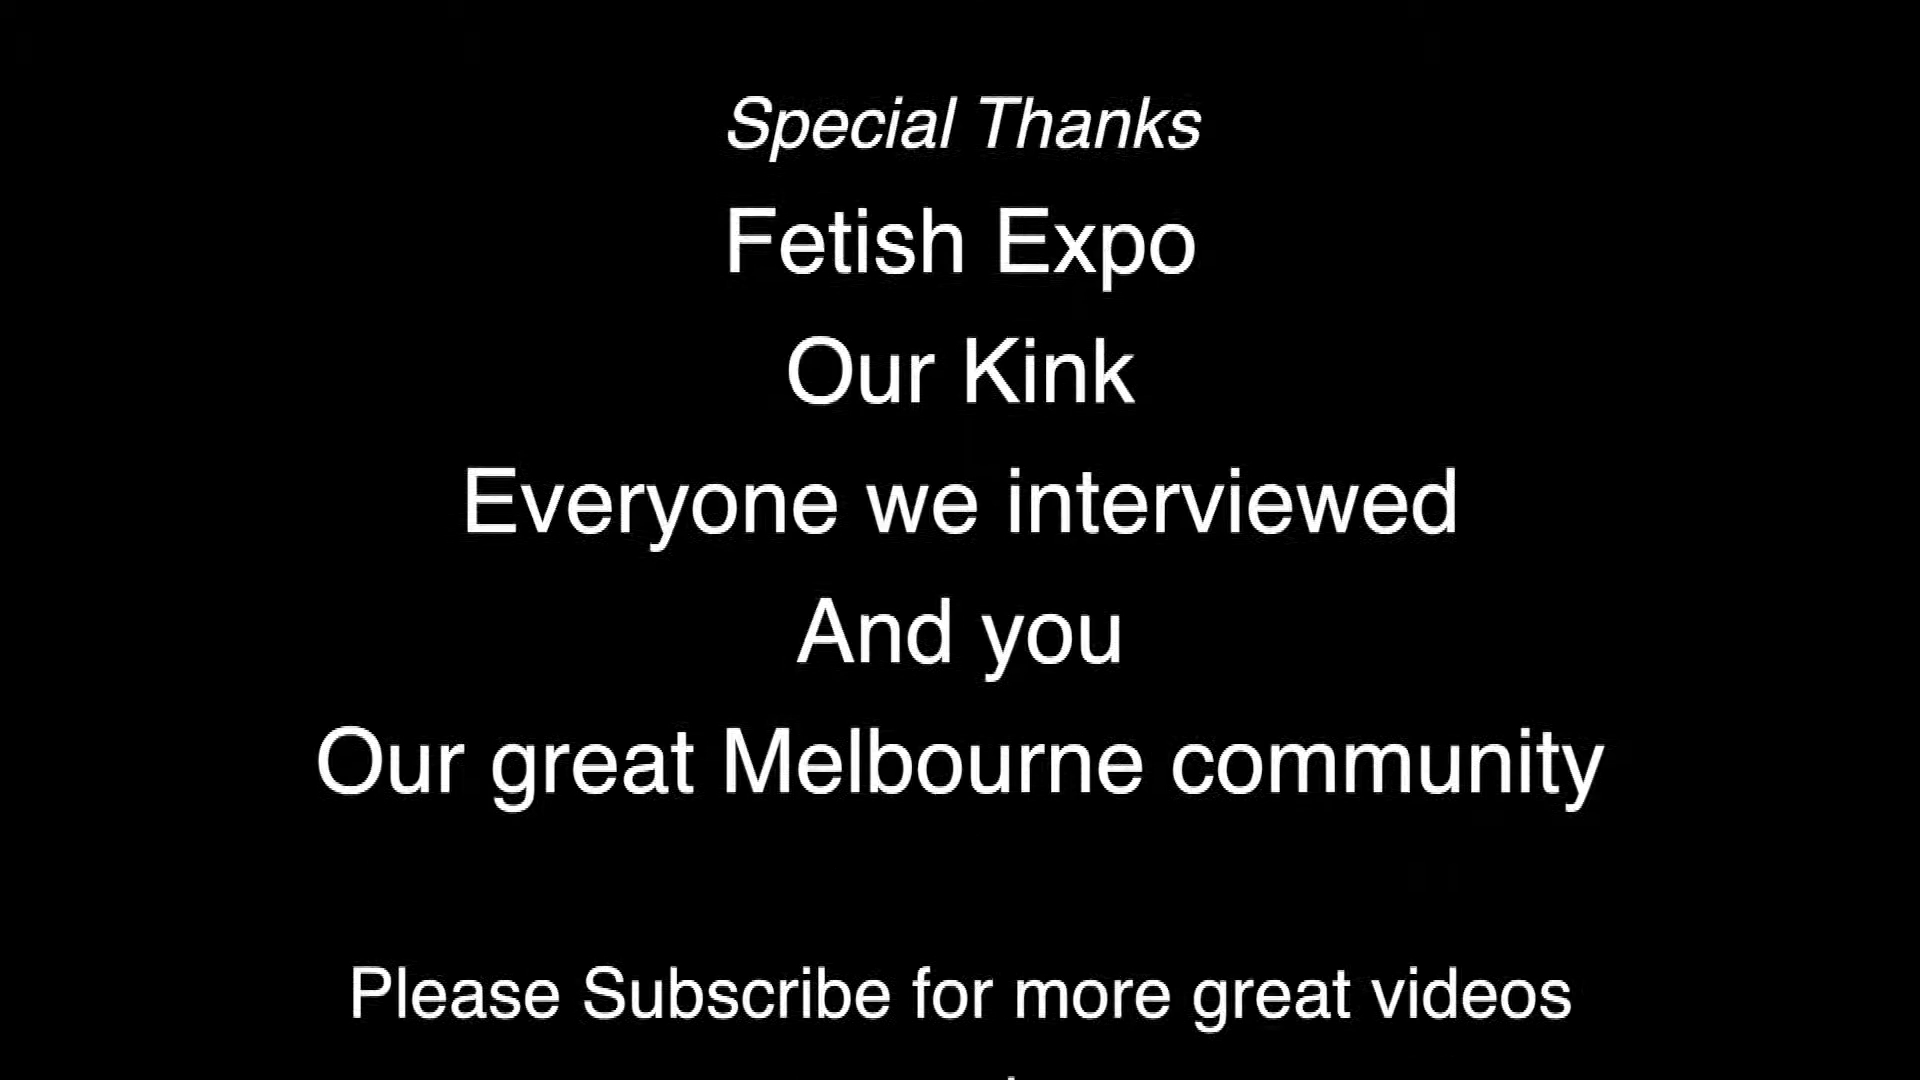 Special Thanks
Fetish Expo
Our Kink
Everyone we interviewed
And you
Our great Melbourne community
Please Subscribe for more great videos